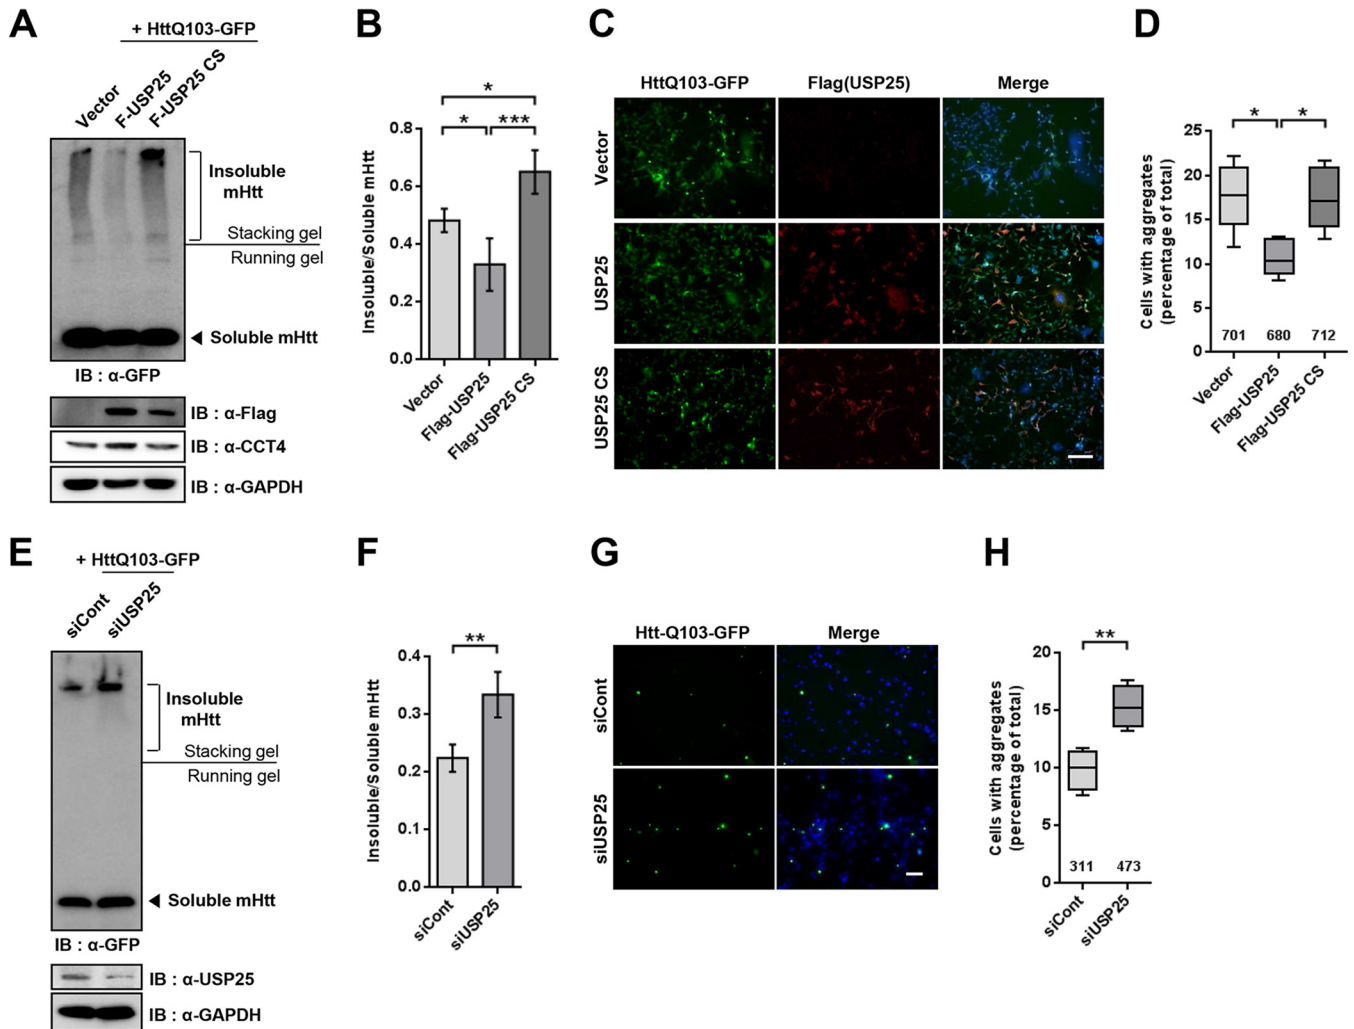 A
+ HttQ103-GFP
Vector
F-USP25
F-USP25 CS
Insoluble
mHtt
Stacking gel
Running gel
Soluble mHtt
IB : α-GFP
IB : α-Flag
IB : α-CCT4
IB : α-GAPDH
B
Insoluble/Soluble mHtt
0.8
0.6
0.4
0.2
0.0
*
*
***
Vector
Flag-USP25
Flag-USP25 CS
C
HttQ103-GFP
Flag(USP25)
Merge
Vector
USP25
USP25 CS
D
Cells with aggregates
(percentage of total)
25
20
15
10
5
0
*
*
701
680
712
Vector
Flag-USP25
Flag-USP25 CS
E
+ HttQ103-GFP
siCont
siUSP25
Insoluble
mHtt
Stacking gel
Running gel
Soluble mHtt
IB : α-GFP
IB : α-USP25
IB : α-GAPDH
F
Insoluble/Soluble mHtt
0.4
0.3
0.2
0.1
0.0
**
siCont
siUSP25
G
Htt-Q103-GFP
Merge
siCont
siUSP25
H
Cells with aggregates
(percentage of total)
20
15
10
5
0
**
311
473
siCont
siUSP25